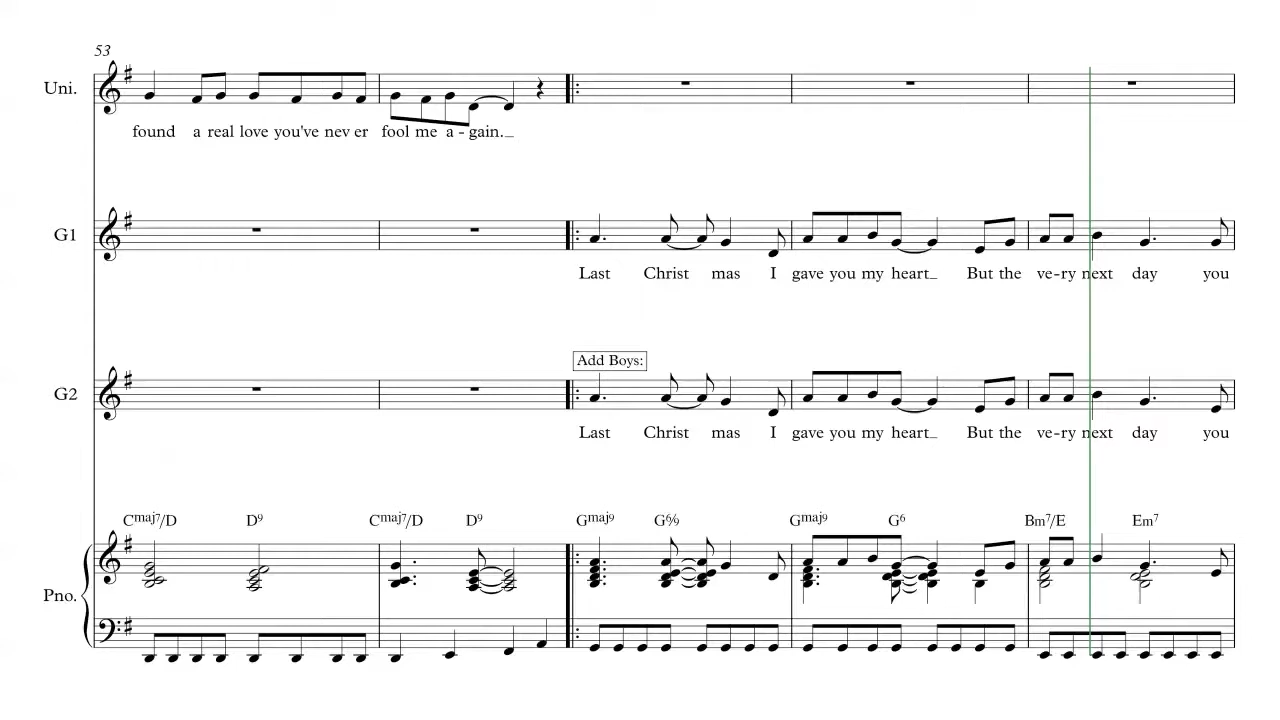 53
Uni.
found a real love you've nev er fool me a - gain._
G1
Last Christ mas I gave you my heart_ But the ve-ry next day you
Add Boys:
G2
Last Christ mas I gave you my heart_ But the ve-ry next day you
Cmaj7/D D9 Cmaj7/D D9 Gmaj9 G6/9 Gmaj9 G6 Bm7/E Em7
Pno.